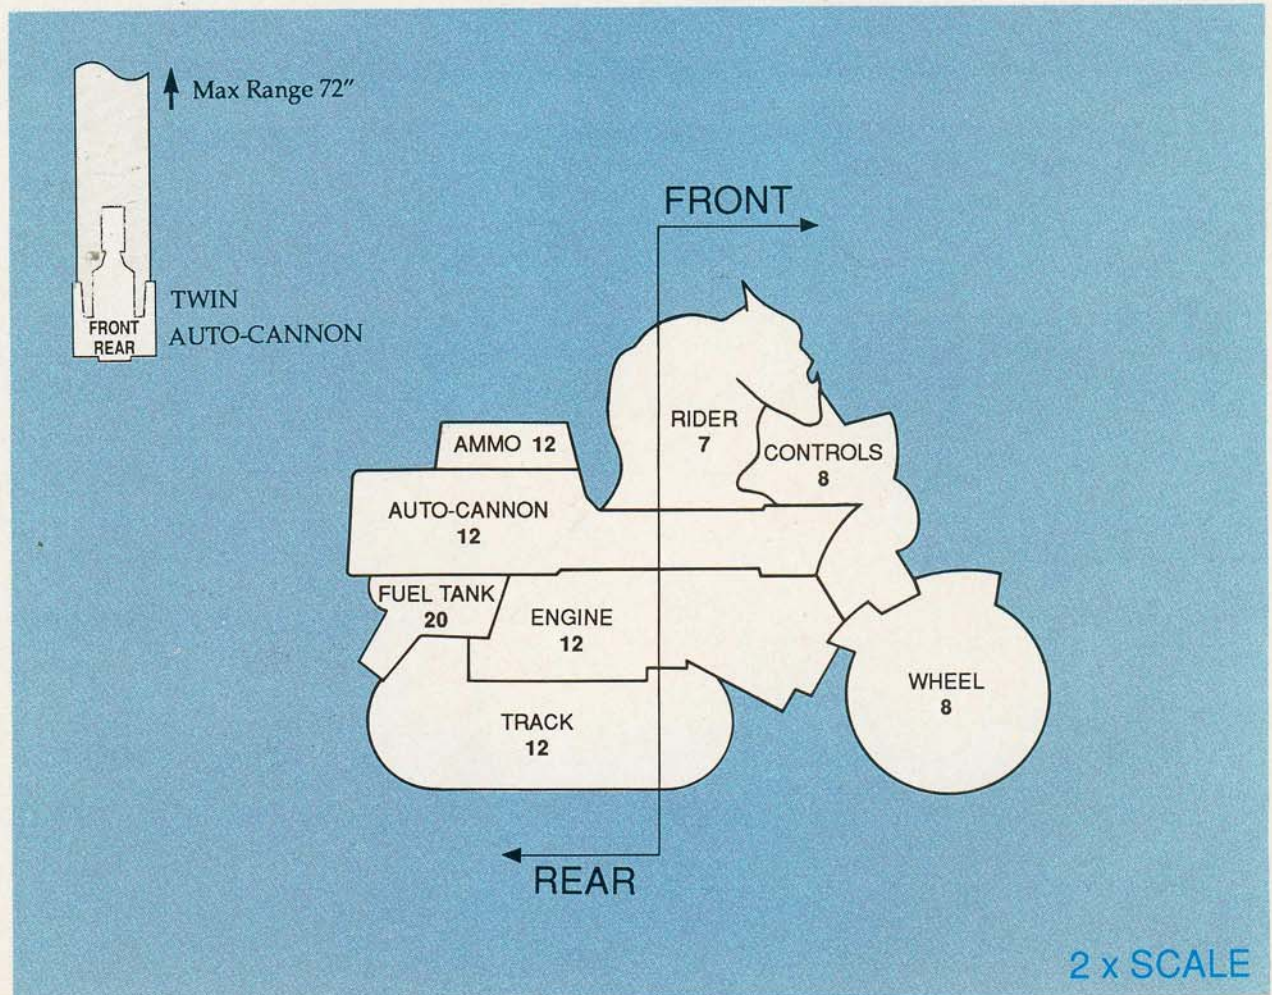 Max Range 72″
TWIN
AUTO-CANNON
FRONT
REAR
FRONT
RIDER
7
AMMO 12
CONTROLS
8
AUTO-CANNON
12
FUEL TANK
20
ENGINE
12
WHEEL
8
TRACK
12
REAR
2 x SCALE